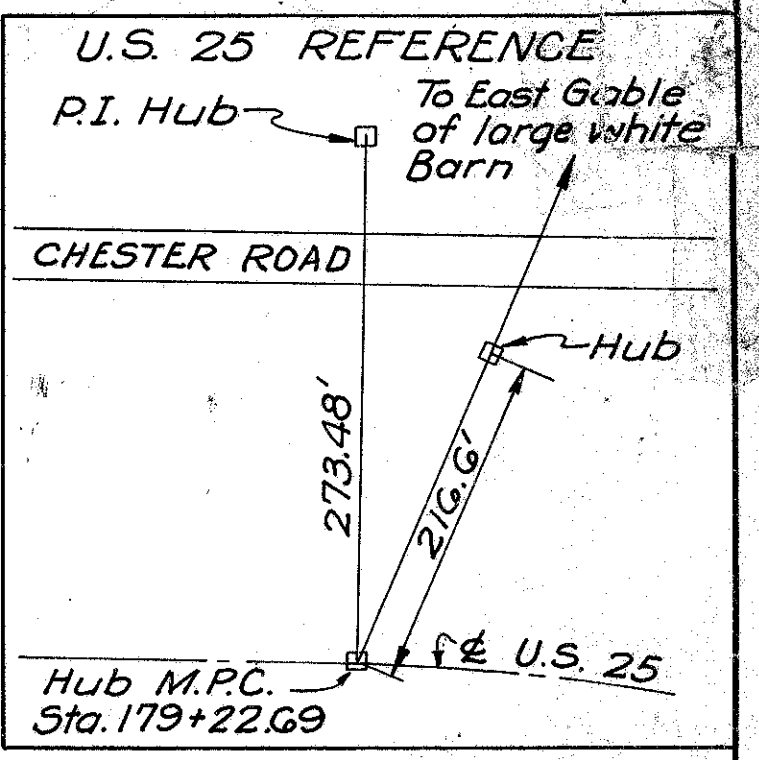 U.S. 25 REFERENCE
P.I. Hub
To East Gable
of large white
Barn
CHESTER ROAD
Hub
273.48'
216.6'
℄ U.S. 25
Hub M.P.C.
Sta. 179+22.69